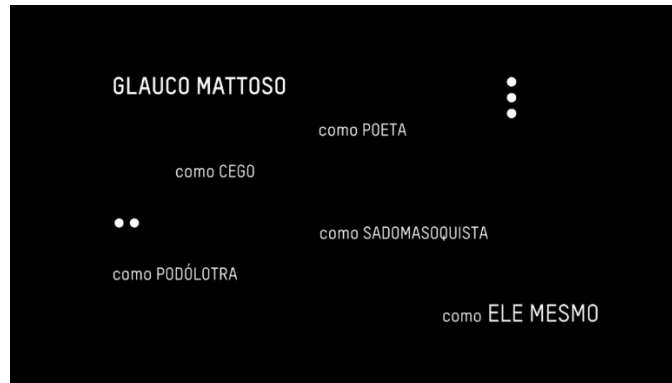 GLAUCO MATTOSO
como POETA
como CEGO
como SADOMASOQUISTA
como PODÓLOTRA
como ELE MESMO